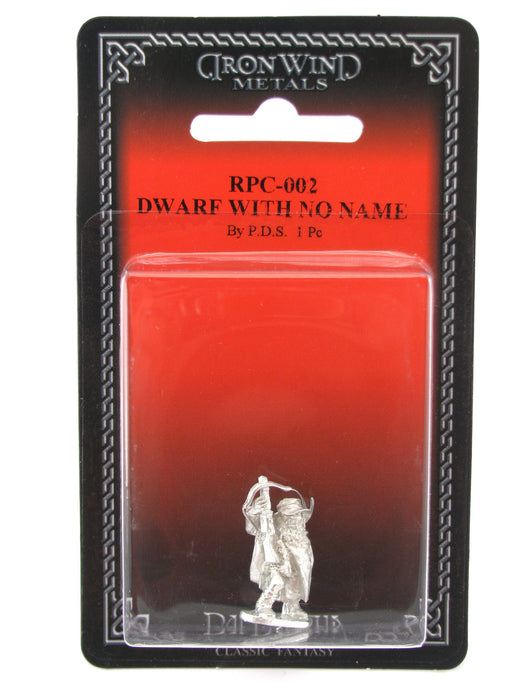 IRON WIND
METALS
RPC-002
DWARF WITH NO NAME
By P.D.S. 1 Pc
CLASSIC FANTASY